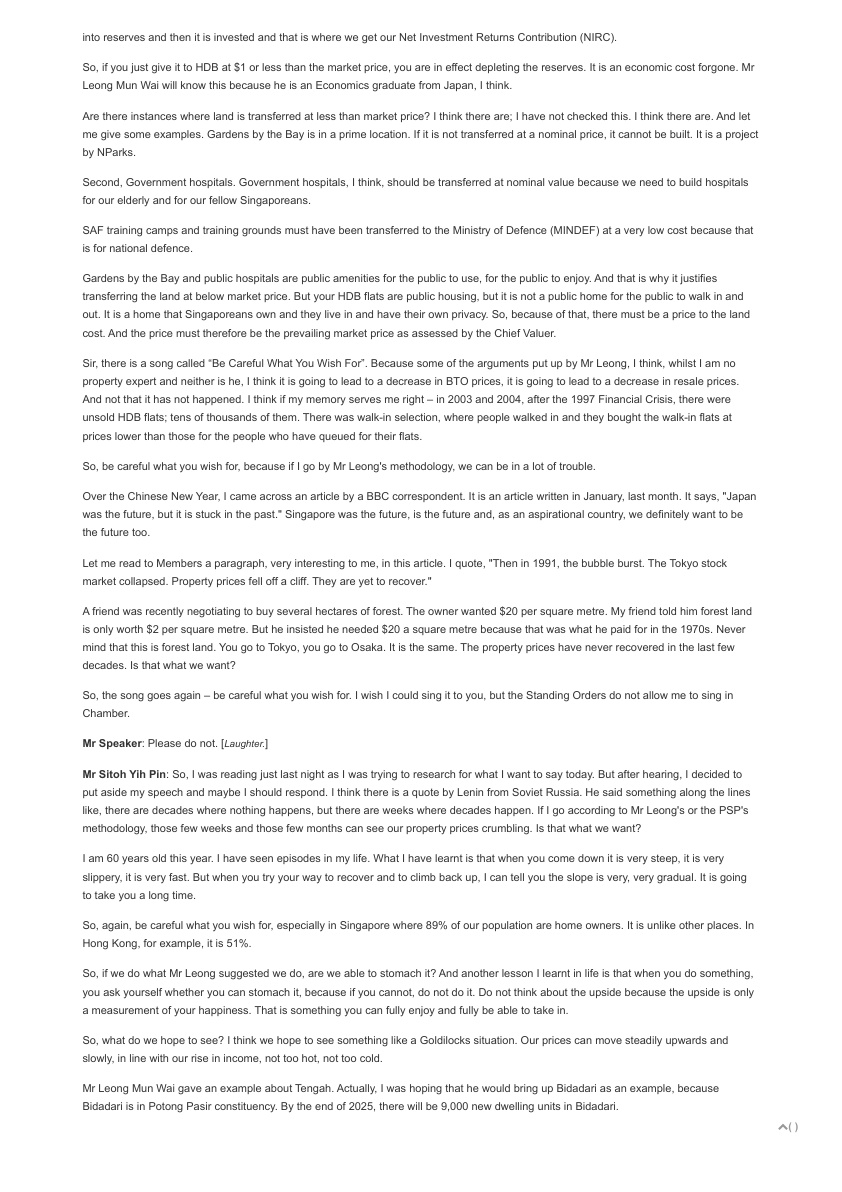 into reserves and then it is invested and that is where we get our Net Investment Returns Contribution (NIRC).
So, if you just give it to HDB at $1 or less than the market price, you are in effect depleting the reserves. It is an economic cost forgone. Mr
Leong Mun Wai will know this because he is an Economics graduate from Japan, I think.
Are there instances where land is transferred at less than market price? I think there are; I have not checked this. I think there are. And let
me give some examples. Gardens by the Bay is in a prime location. If it is not transferred at a nominal price, it cannot be built. It is a project
by NParks.
Second, Government hospitals. Government hospitals, I think, should be transferred at nominal value because we need to build hospitals
for our elderly and for our fellow Singaporeans.
SAF training camps and training grounds must have been transferred to the Ministry of Defence (MINDEF) at a very low cost because that
is for national defence.
Gardens by the Bay and public hospitals are public amenities for the public to use, for the public to enjoy. And that is why it justifies
transferring the land at below market price. But your HDB flats are public housing, but it is not a public home for the public to walk in and
out. It is a home that Singaporeans own and they live in and have their own privacy. So, because of that, there must be a price to the land
cost. And the price must therefore be the prevailing market price as assessed by the Chief Valuer.
Sir, there is a song called “Be Careful What You Wish For”. Because some of the arguments put up by Mr Leong, I think, whilst I am no
property expert and neither is he, I think it is going to lead to a decrease in BTO prices, it is going to lead to a decrease in resale prices.
And not that it has not happened. I think if my memory serves me right – in 2003 and 2004, after the 1997 Financial Crisis, there were
unsold HDB flats; tens of thousands of them. There was walk-in selection, where people walked in and they bought the walk-in flats at
prices lower than those for the people who have queued for their flats.
So, be careful what you wish for, because if I go by Mr Leong's methodology, we can be in a lot of trouble.
Over the Chinese New Year, I came across an article by a BBC correspondent. It is an article written in January, last month. It says, "Japan
was the future, but it is stuck in the past." Singapore was the future, is the future and, as an aspirational country, we definitely want to be
the future too.
Let me read to Members a paragraph, very interesting to me, in this article. I quote, "Then in 1991, the bubble burst. The Tokyo stock
market collapsed. Property prices fell off a cliff. They are yet to recover."
A friend was recently negotiating to buy several hectares of forest. The owner wanted $20 per square metre. My friend told him forest land
is only worth $2 per square metre. But he insisted he needed $20 a square metre because that was what he paid for in the 1970s. Never
mind that this is forest land. You go to Tokyo, you go to Osaka. It is the same. The property prices have never recovered in the last few
decades. Is that what we want?
So, the song goes again – be careful what you wish for. I wish I could sing it to you, but the Standing Orders do not allow me to sing in
Chamber.
Mr Speaker: Please do not. [Laughter.]
Mr Sitoh Yih Pin: So, I was reading just last night as I was trying to research for what I want to say today. But after hearing, I decided to
put aside my speech and maybe I should respond. I think there is a quote by Lenin from Soviet Russia. He said something along the lines
like, there are decades where nothing happens, but there are weeks where decades happen. If I go according to Mr Leong's or the PSP's
methodology, those few weeks and those few months can see our property prices crumbling. Is that what we want?
I am 60 years old this year. I have seen episodes in my life. What I have learnt is that when you come down it is very steep, it is very
slippery, it is very fast. But when you try your way to recover and to climb back up, I can tell you the slope is very, very gradual. It is going
to take you a long time.
So, again, be careful what you wish for, especially in Singapore where 89% of our population are home owners. It is unlike other places. In
Hong Kong, for example, it is 51%.
So, if we do what Mr Leong suggested we do, are we able to stomach it? And another lesson I learnt in life is that when you do something,
you ask yourself whether you can stomach it, because if you cannot, do not do it. Do not think about the upside because the upside is only
a measurement of your happiness. That is something you can fully enjoy and fully be able to take in.
So, what do we hope to see? I think we hope to see something like a Goldilocks situation. Our prices can move steadily upwards and
slowly, in line with our rise in income, not too hot, not too cold.
Mr Leong Mun Wai gave an example about Tengah. Actually, I was hoping that he would bring up Bidadari as an example, because
Bidadari is in Potong Pasir constituency. By the end of 2025, there will be 9,000 new dwelling units in Bidadari.
( )